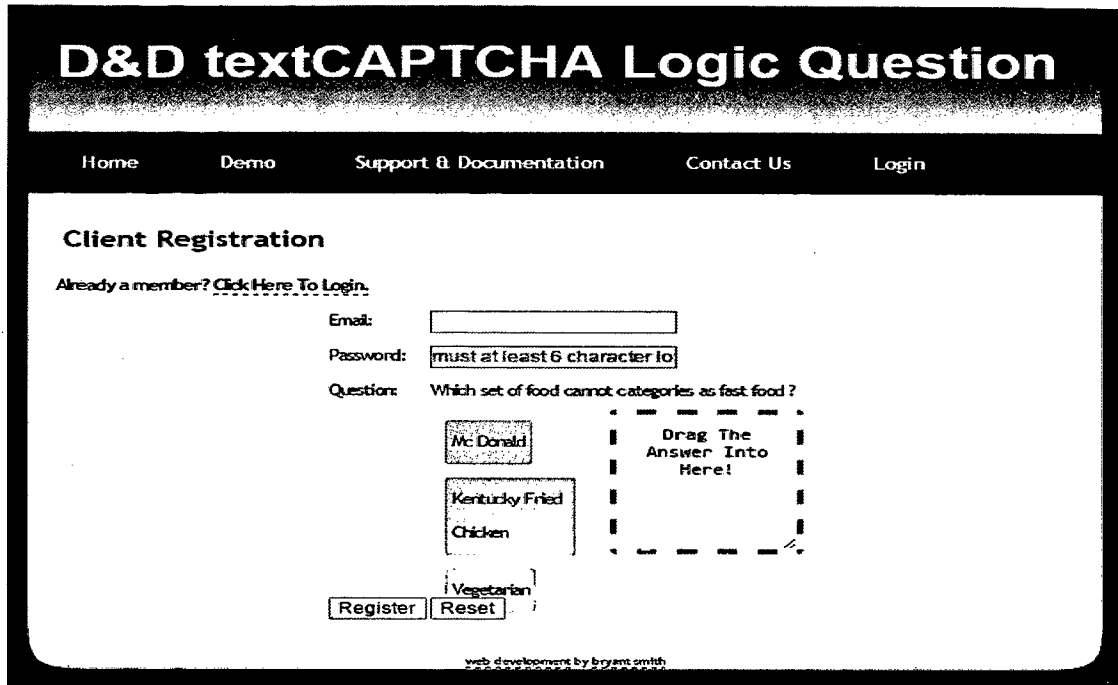 D&D textCAPTCHA Logic Question
Home Demo Support & Documentation Contact Us Login
Client Registration
Already a member? Click Here To Login.
Email:
Password: must at least 6 character lo
Question: Which set of food cannot categories as fast food ?
Mc Donald
Kentucky Fried
Chicken
Vegetarian
Drag The
Answer Into
Here!
Register Reset
web development by bryant smith